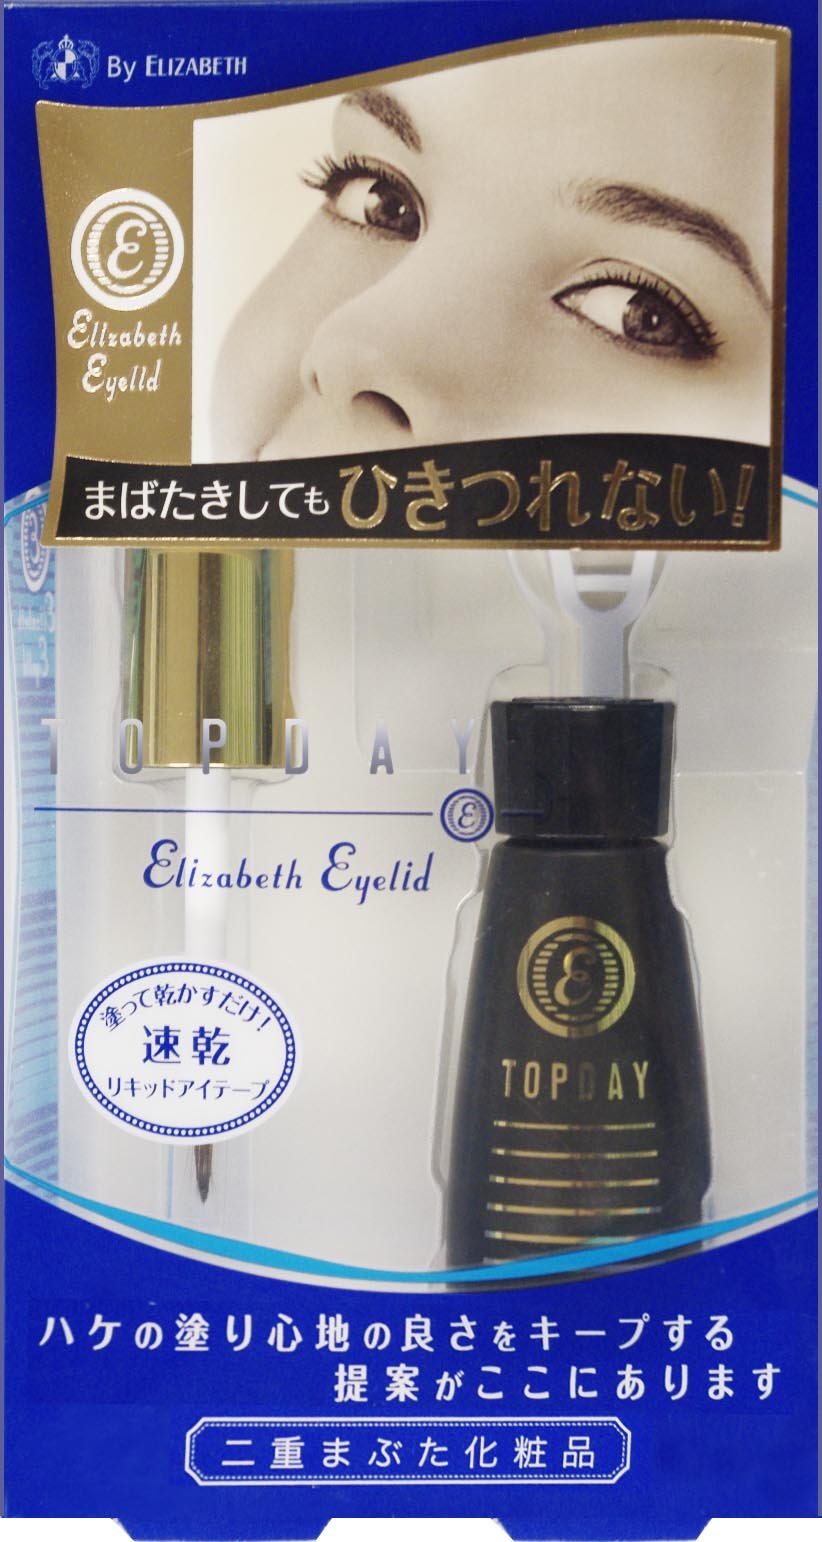 By ELIZABETH
E
Elizabeth
Eyelid
まばたきしても ひきつれない!
TOPDAY
E
Elizabeth Eyelid
E
TOPDAY
塗って乾かすだけ!
速乾
リキッドアイテープ
ハケの塗り心地の良さをキープする
提案がここにあります
二重まぶた化粧品